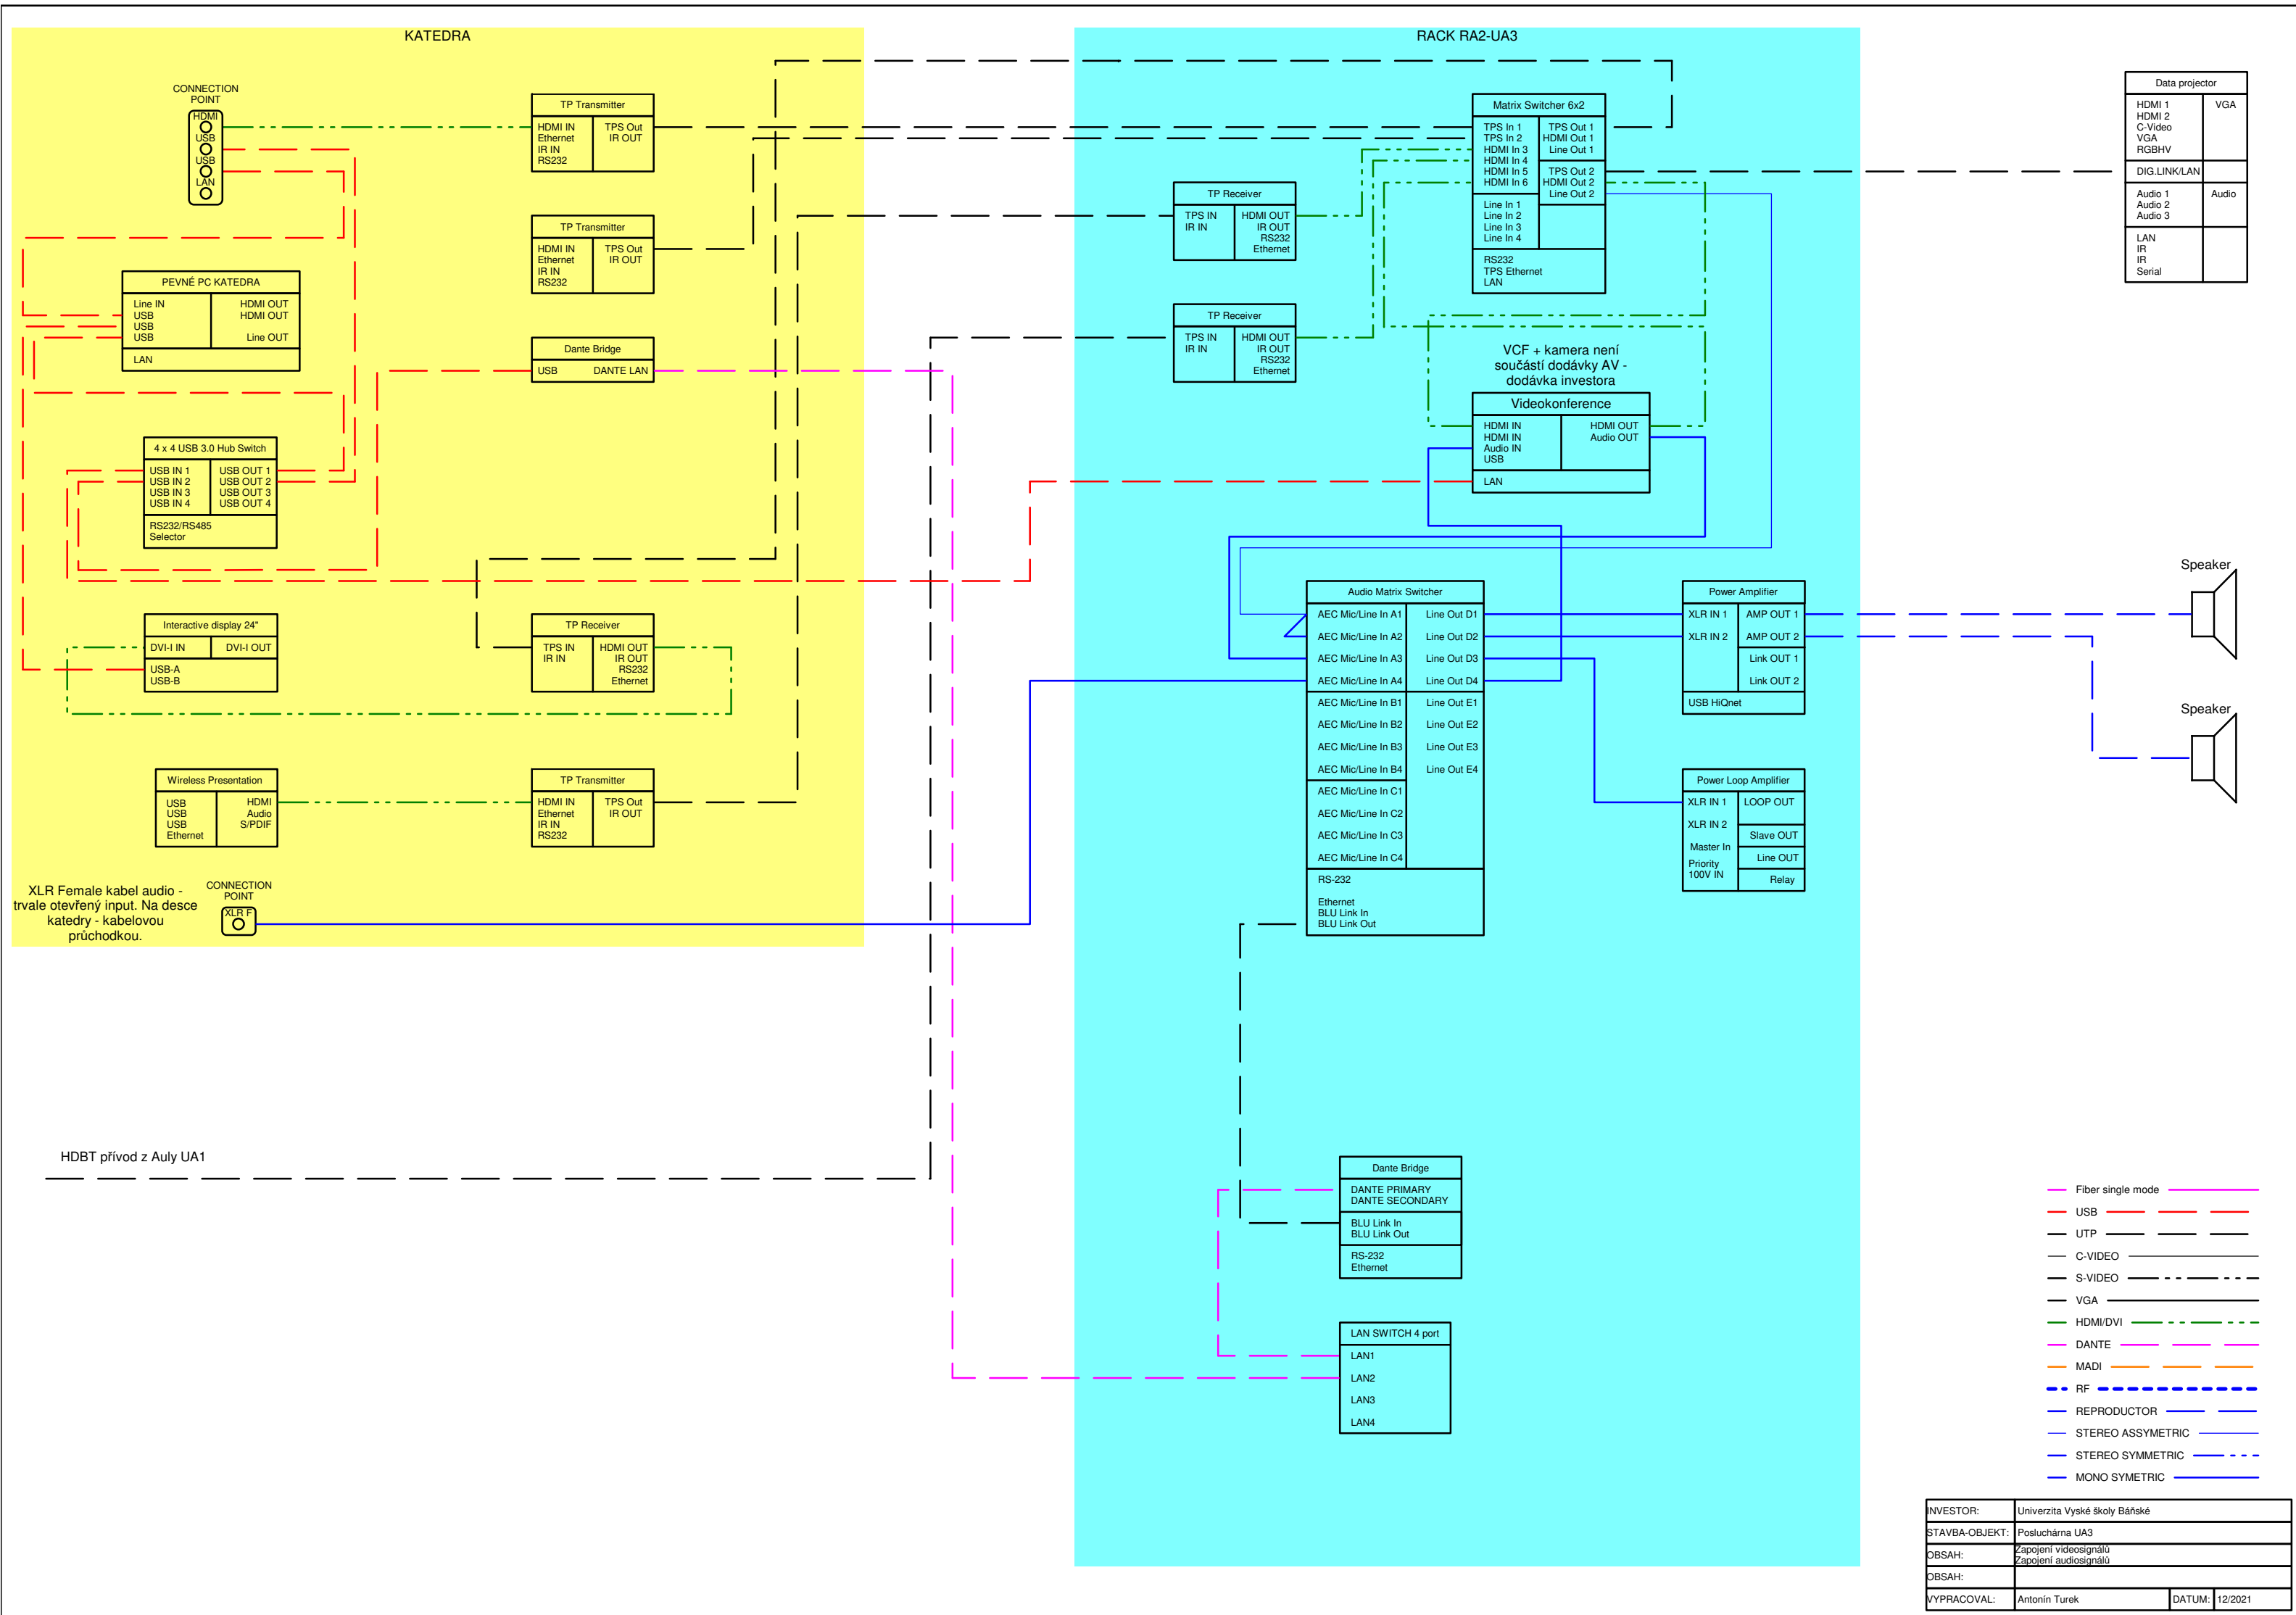 KATEDRA
CONNECTION
POINT
HDMI
USB
USB
LAN
TP Transmitter
HDMI IN
Ethernet
IR IN
RS232
TPS Out
IR OUT
TP Transmitter
HDMI IN
Ethernet
IR IN
RS232
TPS Out
IR OUT
PEVNÉ PC KATEDRA
Line IN
USB
USB
USB
HDMI OUT
HDMI OUT
Line OUT
LAN
Dante Bridge
USB
DANTE LAN
4 x 4 USB 3.0 Hub Switch
USB IN 1
USB IN 2
USB IN 3
USB IN 4
USB OUT 1
USB OUT 2
USB OUT 3
USB OUT 4
RS232/RS485
Selector
Interactive display 24"
DVI-I IN
DVI-I OUT
USB-A
USB-B
TP Receiver
TPS IN
IR IN
HDMI OUT
IR OUT
RS232
Ethernet
Wireless Presentation
USB
USB
USB
Ethernet
HDMI
Audio
S/PDIF
TP Transmitter
HDMI IN
Ethernet
IR IN
RS232
TPS Out
IR OUT
XLR Female kabel audio -
trvale otevřený input. Na desce
katedry - kabelovou
průchodkou.
CONNECTION
POINT
XLR F
HDBT přívod z Auly UA1
RACK RA2-UA3
Matrix Switcher 6x2
TPS In 1
TPS In 2
HDMI In 3
HDMI In 4
HDMI In 5
HDMI In 6
TPS Out 1
HDMI Out 1
Line Out 1
TPS Out 2
HDMI Out 2
Line Out 2
Line In 1
Line In 2
Line In 3
Line In 4
RS232
TPS Ethernet
LAN
TP Receiver
TPS IN
IR IN
HDMI OUT
IR OUT
RS232
Ethernet
TP Receiver
TPS IN
IR IN
HDMI OUT
IR OUT
RS232
Ethernet
VCF + kamera není
součástí dodávky AV -
dodávka investora
Videokonference
HDMI IN
HDMI IN
Audio IN
USB
HDMI OUT
Audio OUT
LAN
Audio Matrix Switcher
AEC Mic/Line In A1
AEC Mic/Line In A2
AEC Mic/Line In A3
AEC Mic/Line In A4
Line Out D1
Line Out D2
Line Out D3
Line Out D4
AEC Mic/Line In B1
AEC Mic/Line In B2
AEC Mic/Line In B3
AEC Mic/Line In B4
Line Out E1
Line Out E2
Line Out E3
Line Out E4
AEC Mic/Line In C1
AEC Mic/Line In C2
AEC Mic/Line In C3
AEC Mic/Line In C4
RS-232
Ethernet
BLU Link In
BLU Link Out
Power Amplifier
XLR IN 1
XLR IN 2
AMP OUT 1
AMP OUT 2
Link OUT 1
Link OUT 2
USB HiQnet
Power Loop Amplifier
XLR IN 1
XLR IN 2
Master In
Priority
100V IN
LOOP OUT
Slave OUT
Line OUT
Relay
Dante Bridge
DANTE PRIMARY
DANTE SECONDARY
BLU Link In
BLU Link Out
RS-232
Ethernet
LAN SWITCH 4 port
LAN1
LAN2
LAN3
LAN4
Data projector
HDMI 1
HDMI 2
C-Video
VGA
RGBHV
VGA
DIG.LINK/LAN
Audio 1
Audio 2
Audio 3
Audio
LAN
IR
IR
Serial
Speaker
Speaker
Fiber single mode
USB
UTP
C-VIDEO
S-VIDEO
VGA
HDMI/DVI
DANTE
MADI
RF
REPRODUCTOR
STEREO ASSYMETRIC
STEREO SYMMETRIC
MONO SYMETRIC
INVESTOR: Univerzita Vyské školy Báňské
STAVBA-OBJEKT: Posluchárna UA3
OBSAH: Zapojení videosignálů
Zapojení audiosignálů
OBSAH:
VYPRACOVAL: Antonín Turek DATUM: 12/2021